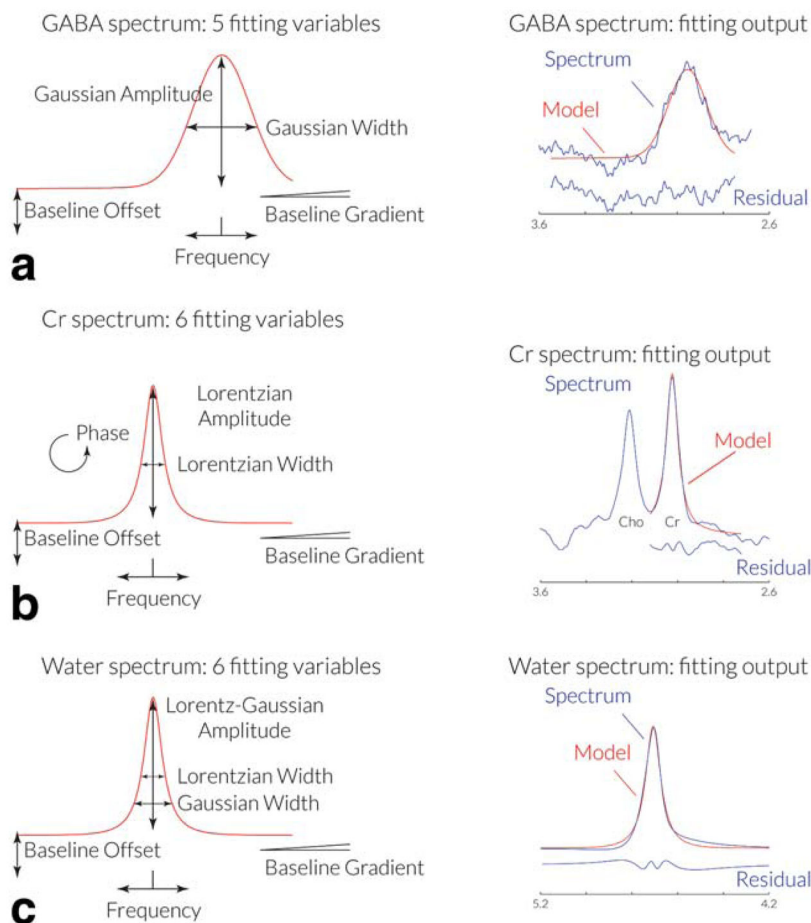 GABA spectrum: 5 fitting variables
Gaussian Amplitude
Gaussian Width
Baseline Offset
Baseline Gradient
Frequency
a
GABA spectrum: fitting output
Spectrum
Model
Residual
3.6
2.6
Cr spectrum: 6 fitting variables
Lorentzian
Amplitude
Phase
Lorentzian Width
Baseline Offset
Baseline Gradient
Frequency
b
Cr spectrum: fitting output
Spectrum
Model
Cho
Cr
Residual
3.6
2.6
Water spectrum: 6 fitting variables
Lorentz-Gaussian
Amplitude
Lorentzian Width
Gaussian Width
Baseline Offset
Baseline Gradient
Frequency
c
Water spectrum: fitting output
Spectrum
Model
Residual
5.2
4.2